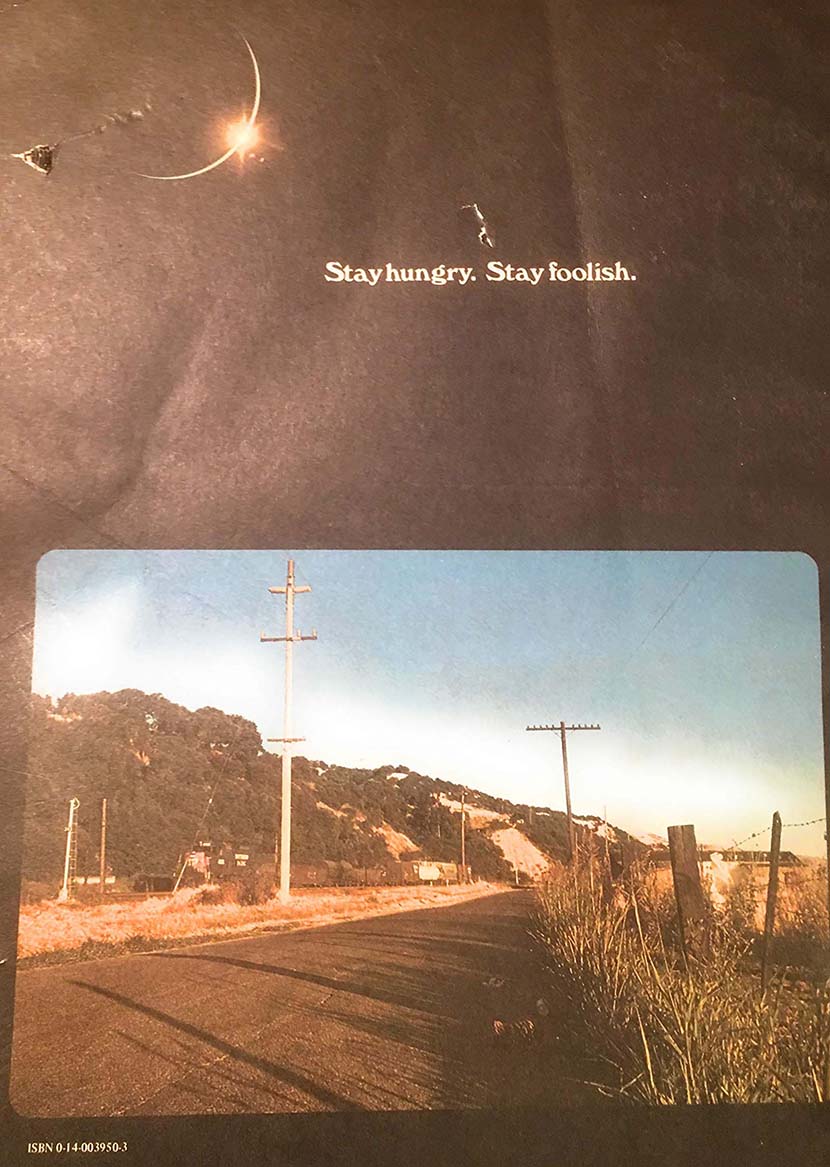 Stay hungry. Stay foolish.
ISBN 0-14-003950-3